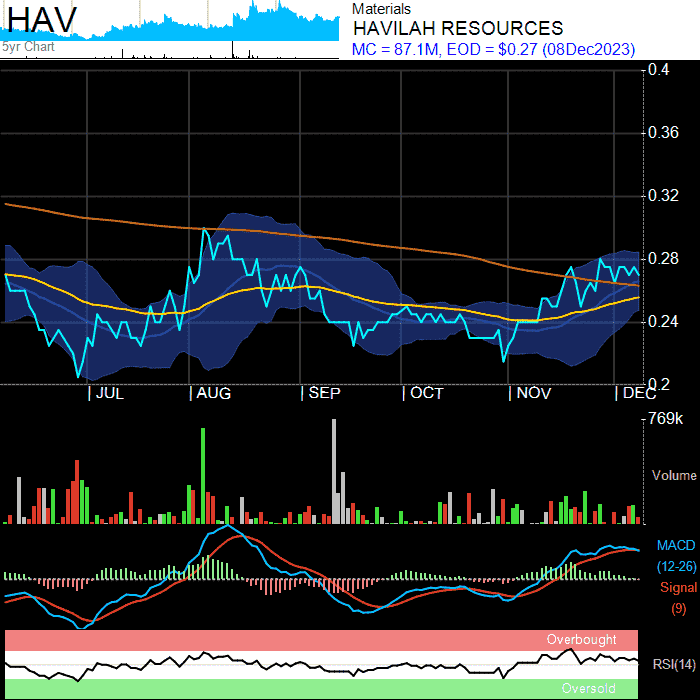 HAV
5yr Chart
Materials
HAVILAH RESOURCES
MC = 87.1M, EOD = $0.27 (08Dec2023)
0.4
0.36
0.32
0.28
0.24
0.2
JUL AUG SEP OCT NOV DEC
769k
Volume
MACD
(12-26)
Signal
(9)
Overbought
RSI(14)
Oversold